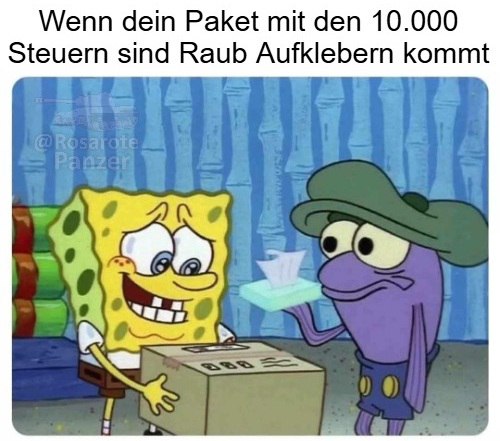 Wenn dein Paket mit den 10.000
Steuern sind Raub Aufklebern kommt
@Rosarote
Panzer